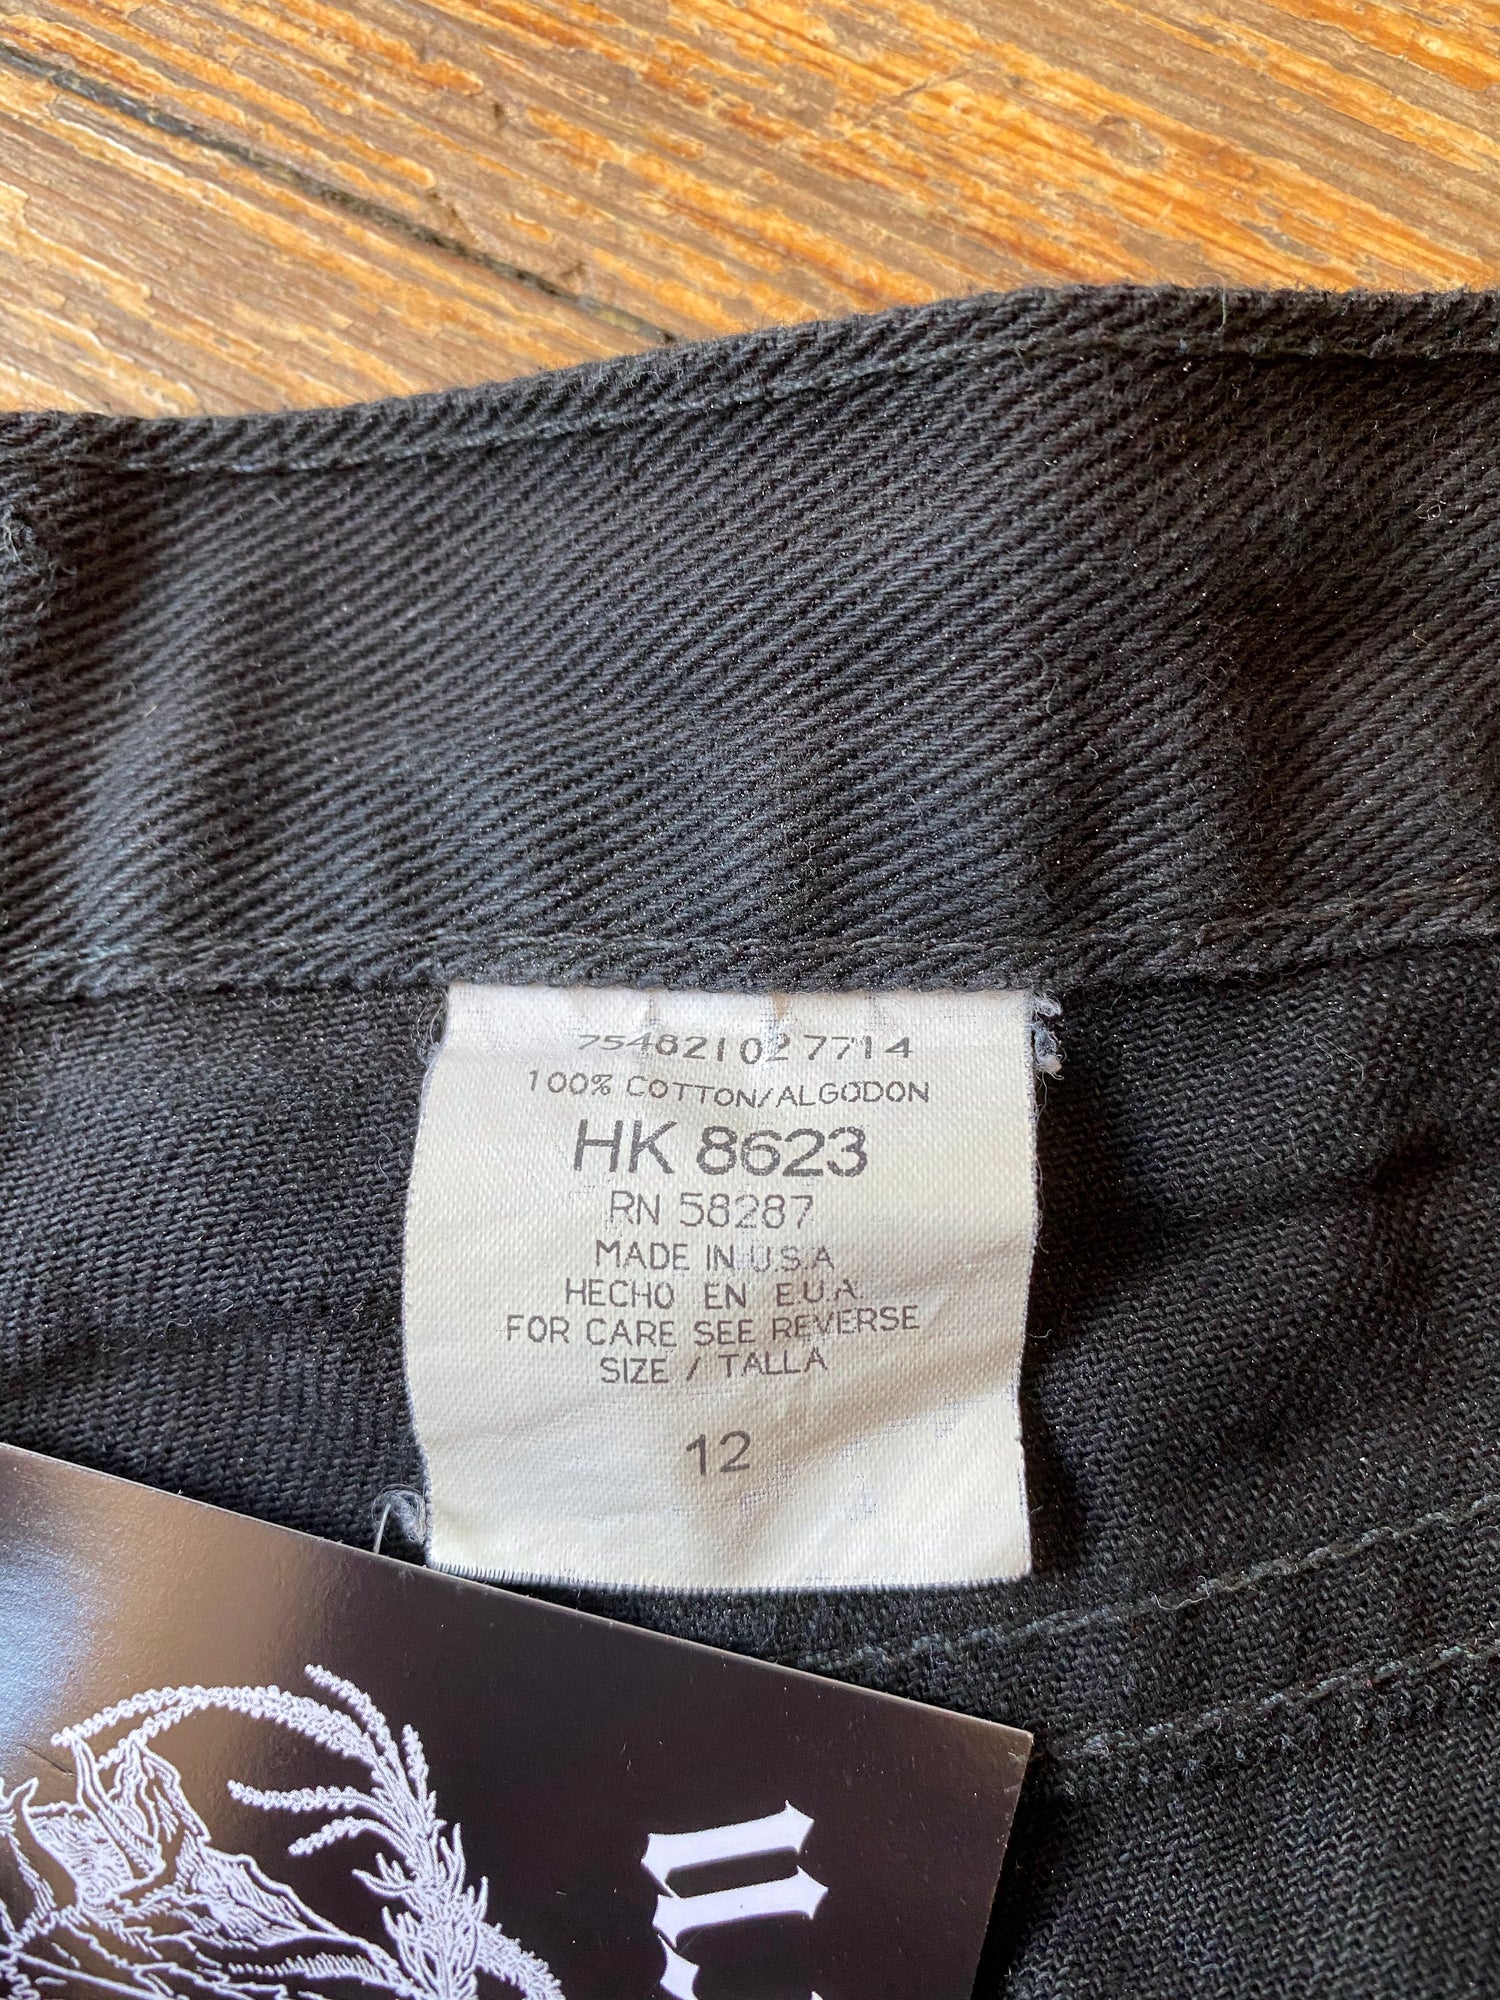 754821027714
100% COTTON/ALGODON
HK 8623
RN 58287
MADE IN U.S.A
HECHO EN E.U.A.
FOR CARE SEE REVERSE
SIZE / TALLA
12